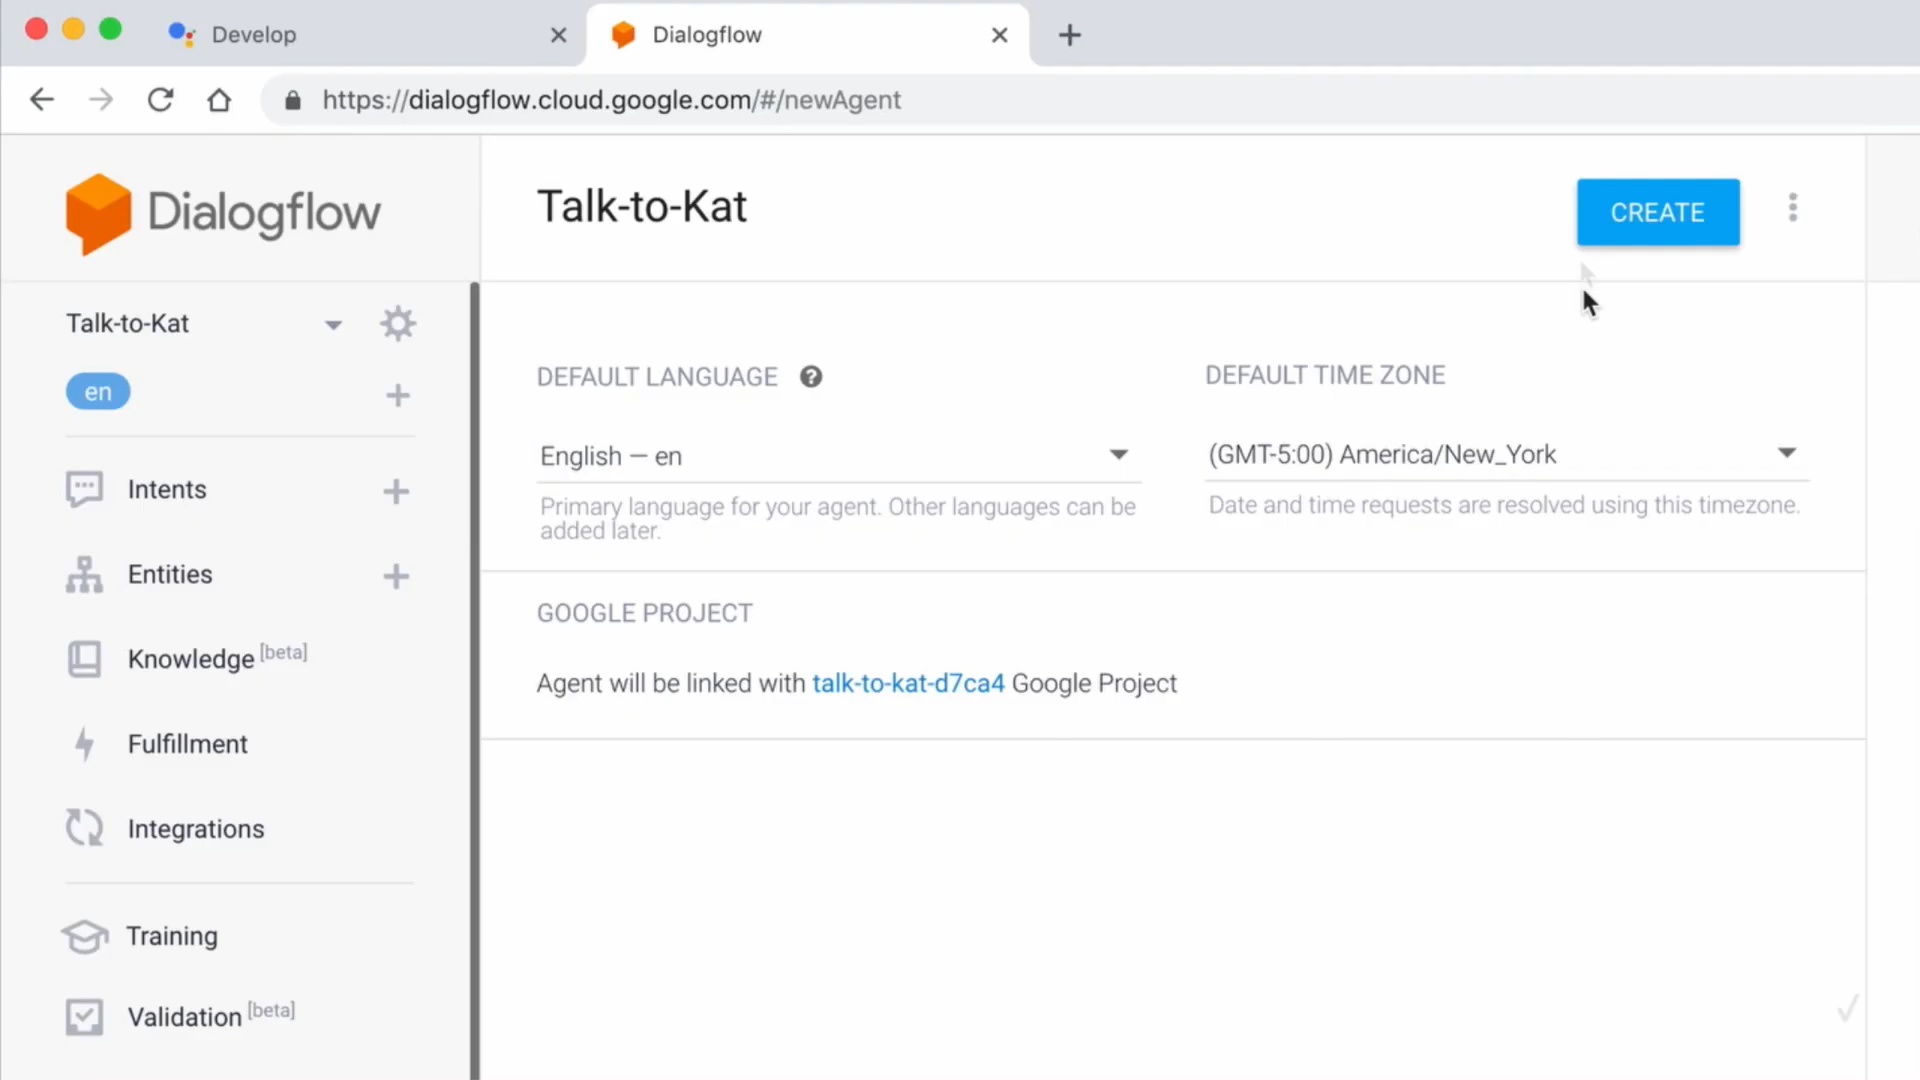 Develop
Dialogflow
https://dialogflow.cloud.google.com/#/newAgent
Dialogflow
Talk-to-Kat
CREATE
Talk-to-Kat
en
DEFAULT LANGUAGE
DEFAULT TIME ZONE
English — en
(GMT-5:00) America/New_York
Primary language for your agent. Other languages can be
added later.
Date and time requests are resolved using this timezone.
Intents
Entities
Knowledge [beta]
Fulfillment
Integrations
Training
Validation [beta]
GOOGLE PROJECT
Agent will be linked with talk-to-kat-d7ca4 Google Project